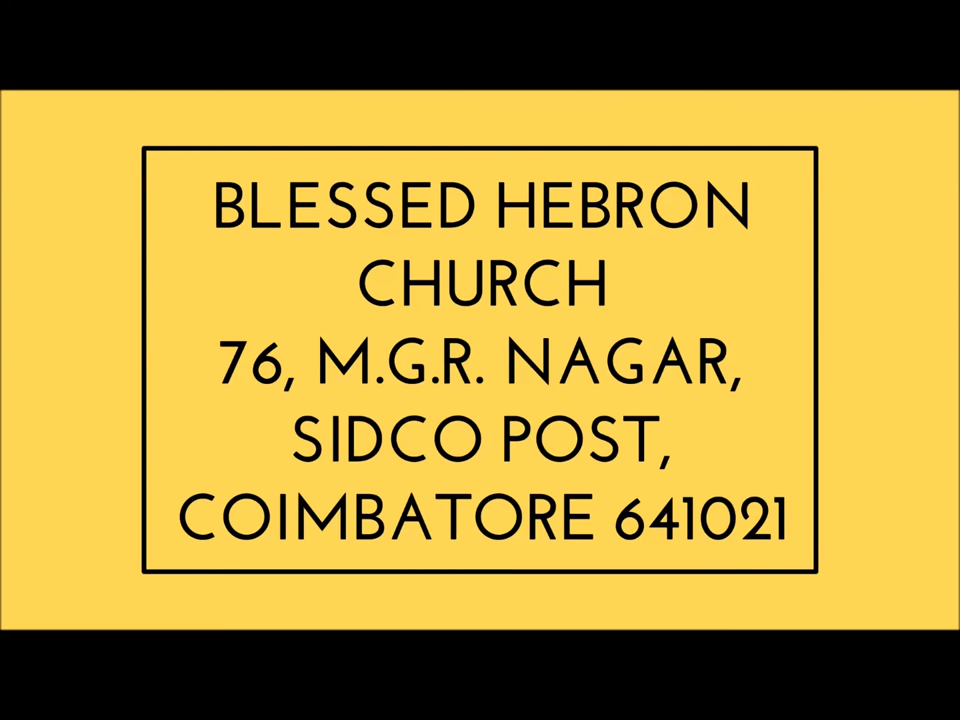 BLESSED HEBRON
CHURCH
76, M.G.R. NAGAR,
SIDCO POST,
COIMBATORE 641021